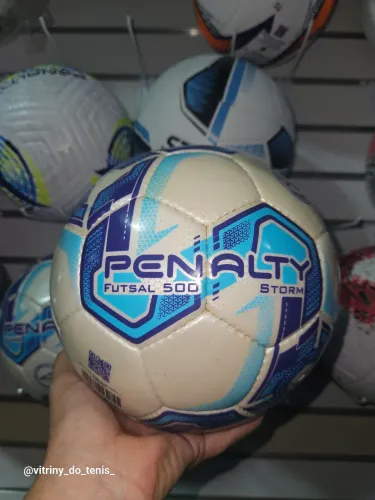 PENALTY
FUTSAL 500 STORM
@vitriny_do_tenis_